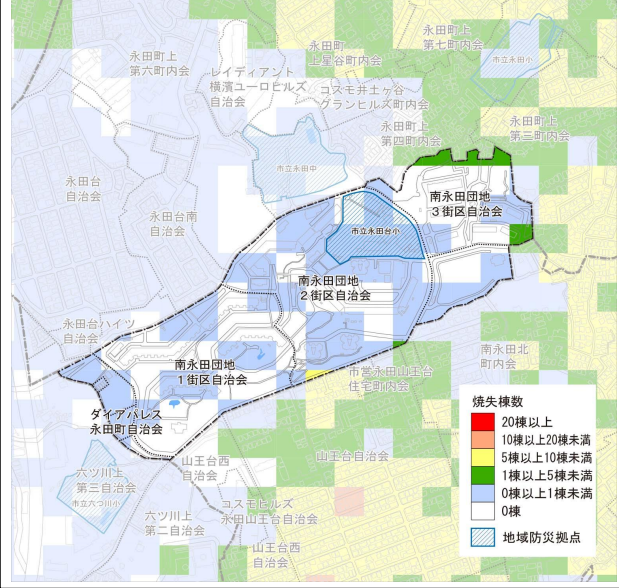 永田町上
第七町内会
永田町
上星谷町内会
永田町上
第六町内会
市立永田小
レイディアント
横濱ユーロヒルズ
自治会
コスモ井土ヶ谷
グランヒルズ町内会
永田町上
第四町内会
永田町上
第三町内会
市立永田中
永田台
自治会
永田台南
自治会
南永田団地
3街区自治会
市立永田台小
南永田団地
2街区自治会
永田台ハイツ
自治会
南永田団地
1街区自治会
市営永田山王台
住宅町内会
南永田北
町内会
ダイアパレス
永田町自治会
山王台西
自治会
山王台自治会
六ツ川上
第三自治会
市立六つ川小
六ツ川上
第二自治会
コスモヒルズ
永田山王台自治会
山王台西
自治会
焼失棟数
20棟以上
10棟以上20棟未満
5棟以上10棟未満
1棟以上5棟未満
0棟以上1棟未満
0棟
地域防災拠点